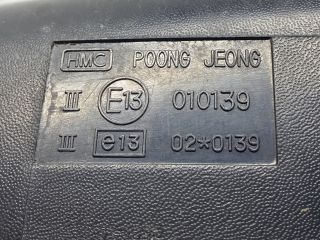 HMC POONG JEONG
III E13 010139
III e13 02*0139